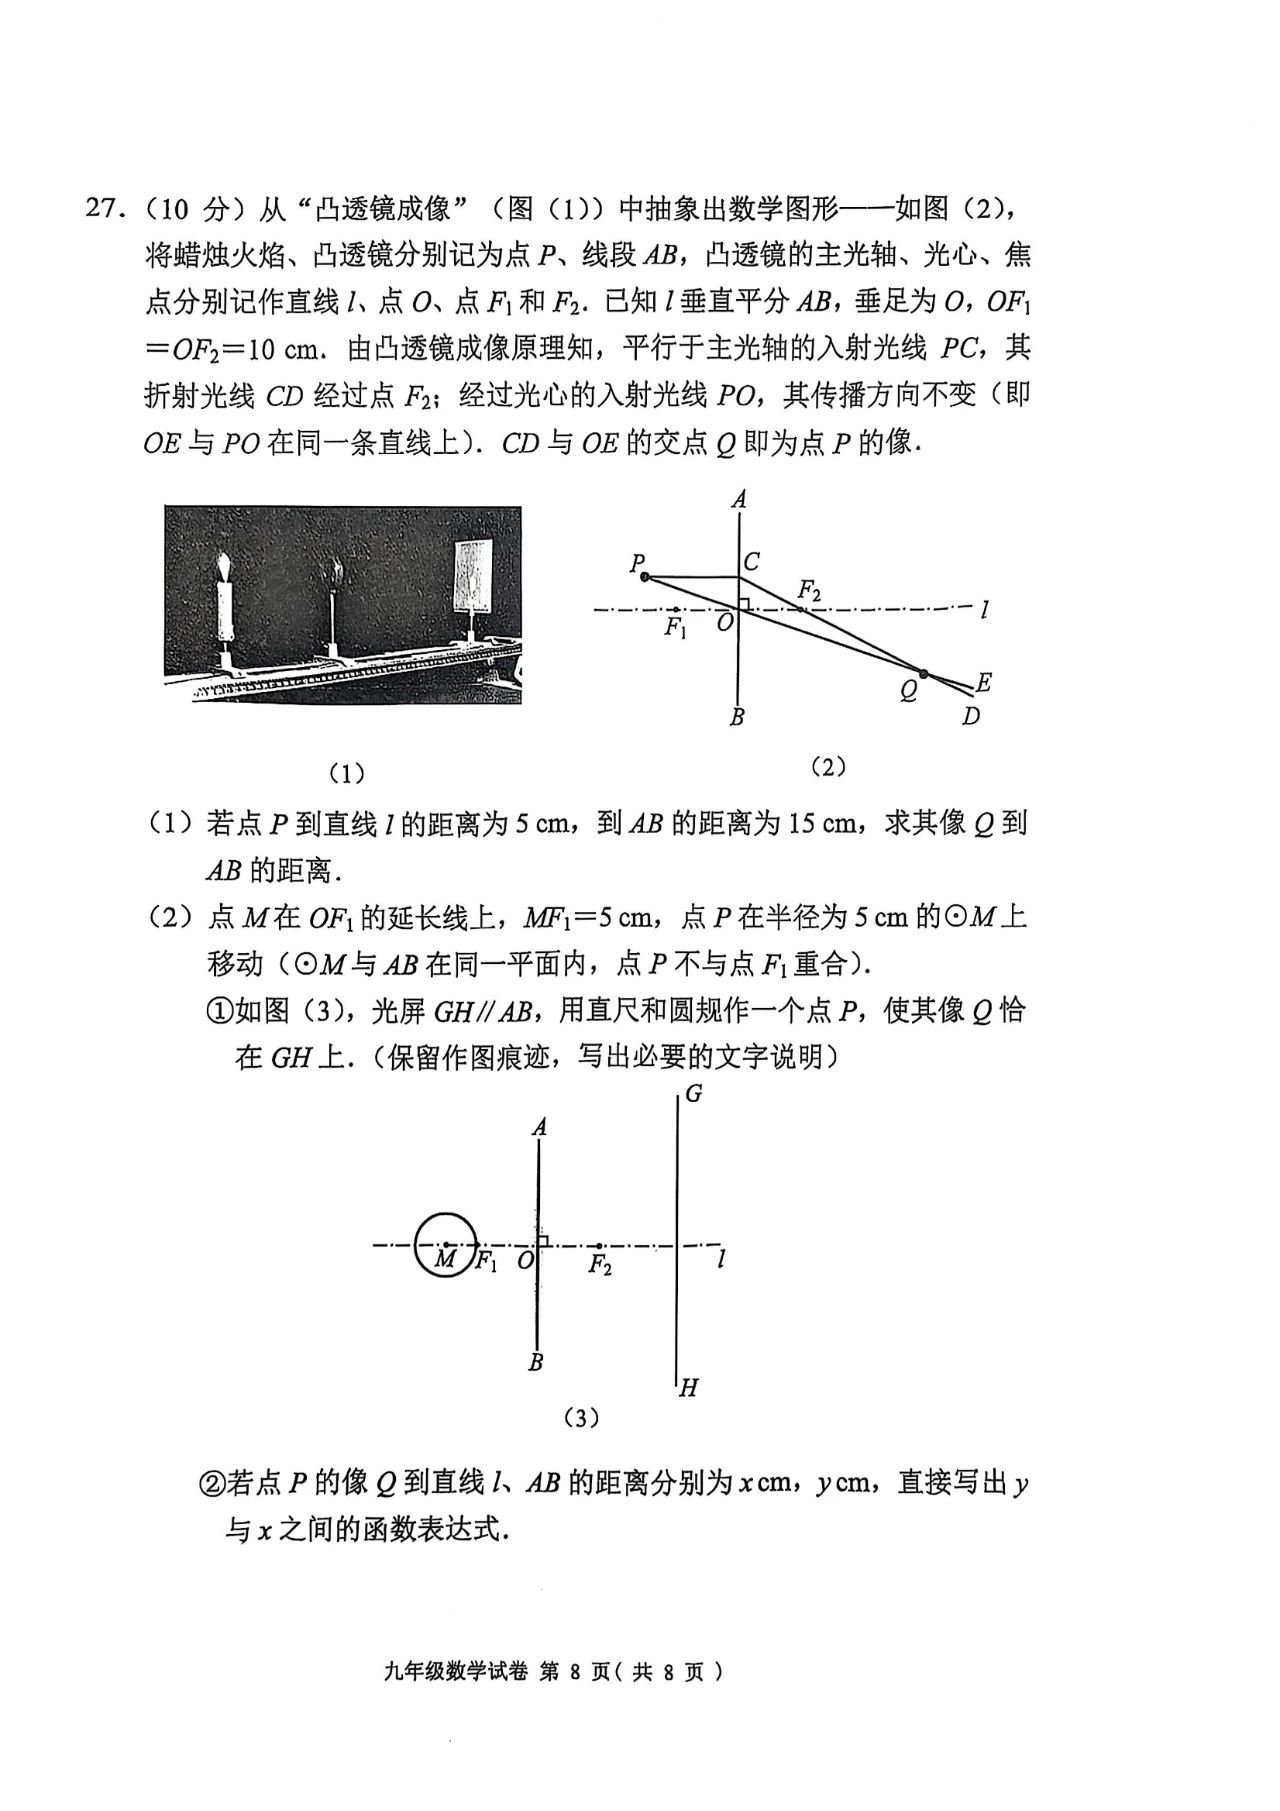 27.（10 分）从“凸透镜成像”（图（1））中抽象出数学图形——如图（2），
将蜡烛火焰、凸透镜分别记为点 P、线段 AB，凸透镜的主光轴、光心、焦
点分别记作直线 l、点 O、点 F₁和 F₂．已知 l 垂直平分 AB，垂足为 O，OF₁
＝OF₂＝10 cm．由凸透镜成像原理知，平行于主光轴的入射光线 PC，其
折射光线 CD 经过点 F₂；经过光心的入射光线 PO，其传播方向不变（即
OE 与 PO 在同一条直线上）．CD 与 OE 的交点 Q 即为点 P 的像．
A
P
C
F₂
l
F₁
O
Q
E
D
B
（1）
（2）
（1）若点 P 到直线 l 的距离为 5 cm，到 AB 的距离为 15 cm，求其像 Q 到
AB 的距离．
（2）点 M 在 OF₁ 的延长线上，MF₁＝5 cm，点 P 在半径为 5 cm 的⊙M 上
移动（⊙M 与 AB 在同一平面内，点 P 不与点 F₁ 重合）．
①如图（3），光屏 GH∥AB，用直尺和圆规作一个点 P，使其像 Q 恰
在 GH 上．（保留作图痕迹，写出必要的文字说明）
G
A
M
F₁
O
F₂
l
B
H
（3）
②若点 P 的像 Q 到直线 l、AB 的距离分别为 x cm，y cm，直接写出 y
与 x 之间的函数表达式．
九年级数学试卷 第 8 页（ 共 8 页 ）